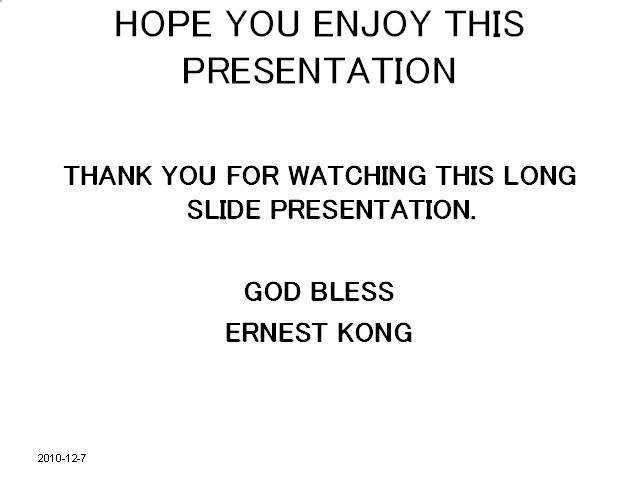 HOPE YOU ENJOY THIS
PRESENTATION
THANK YOU FOR WATCHING THIS LONG
SLIDE PRESENTATION.
GOD BLESS
ERNEST KONG
2010-12-7